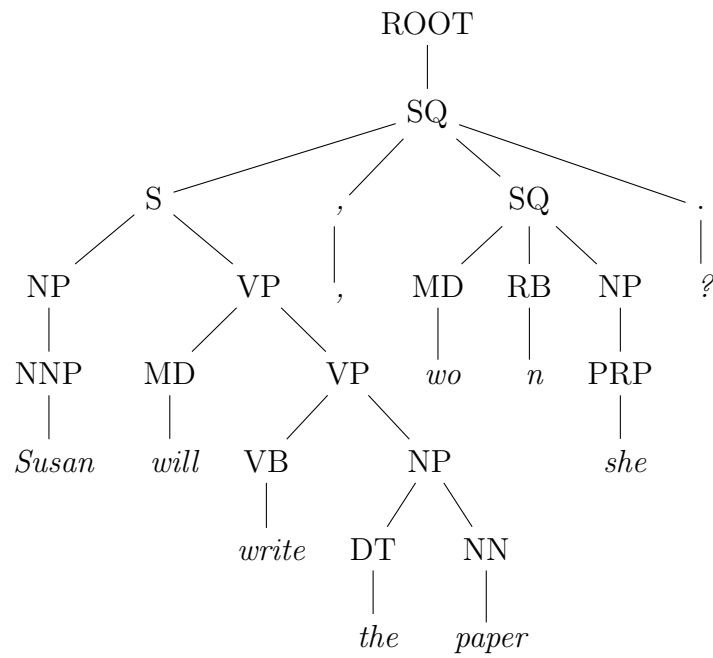 ROOT
SQ
S , SQ .
NP VP , MD RB NP ?
NNP MD VP wo n PRP
Susan will VB NP she
write DT NN
the paper